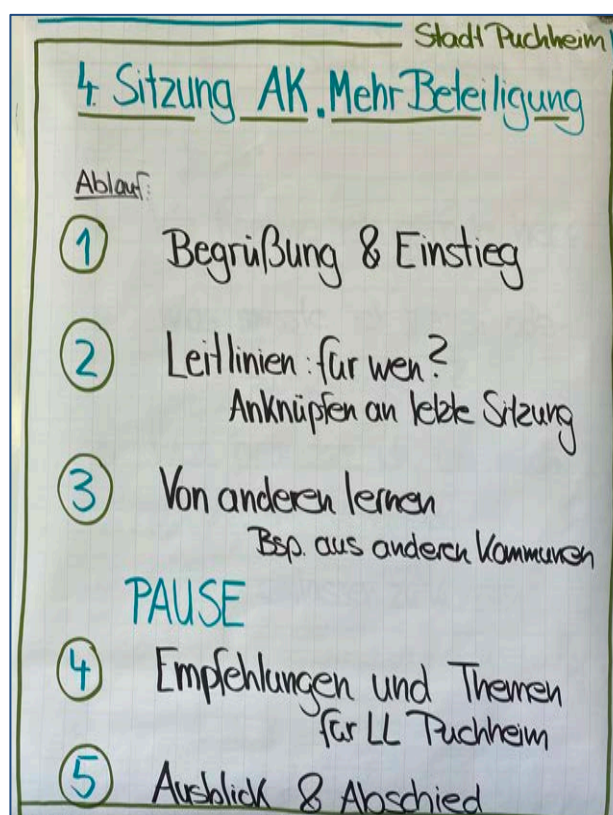 Stadt Puchheim
4. Sitzung AK. Mehr Beteiligung
Ablauf:
1 Begrüßung & Einstieg
2 Leitlinien: für wen?
Anknüpfen an letzte Sitzung
3 Von anderen lernen
Bsp. aus anderen Kommunen
PAUSE
4 Empfehlungen und Themen
für LL Puchheim
5 Ausblick & Abschied